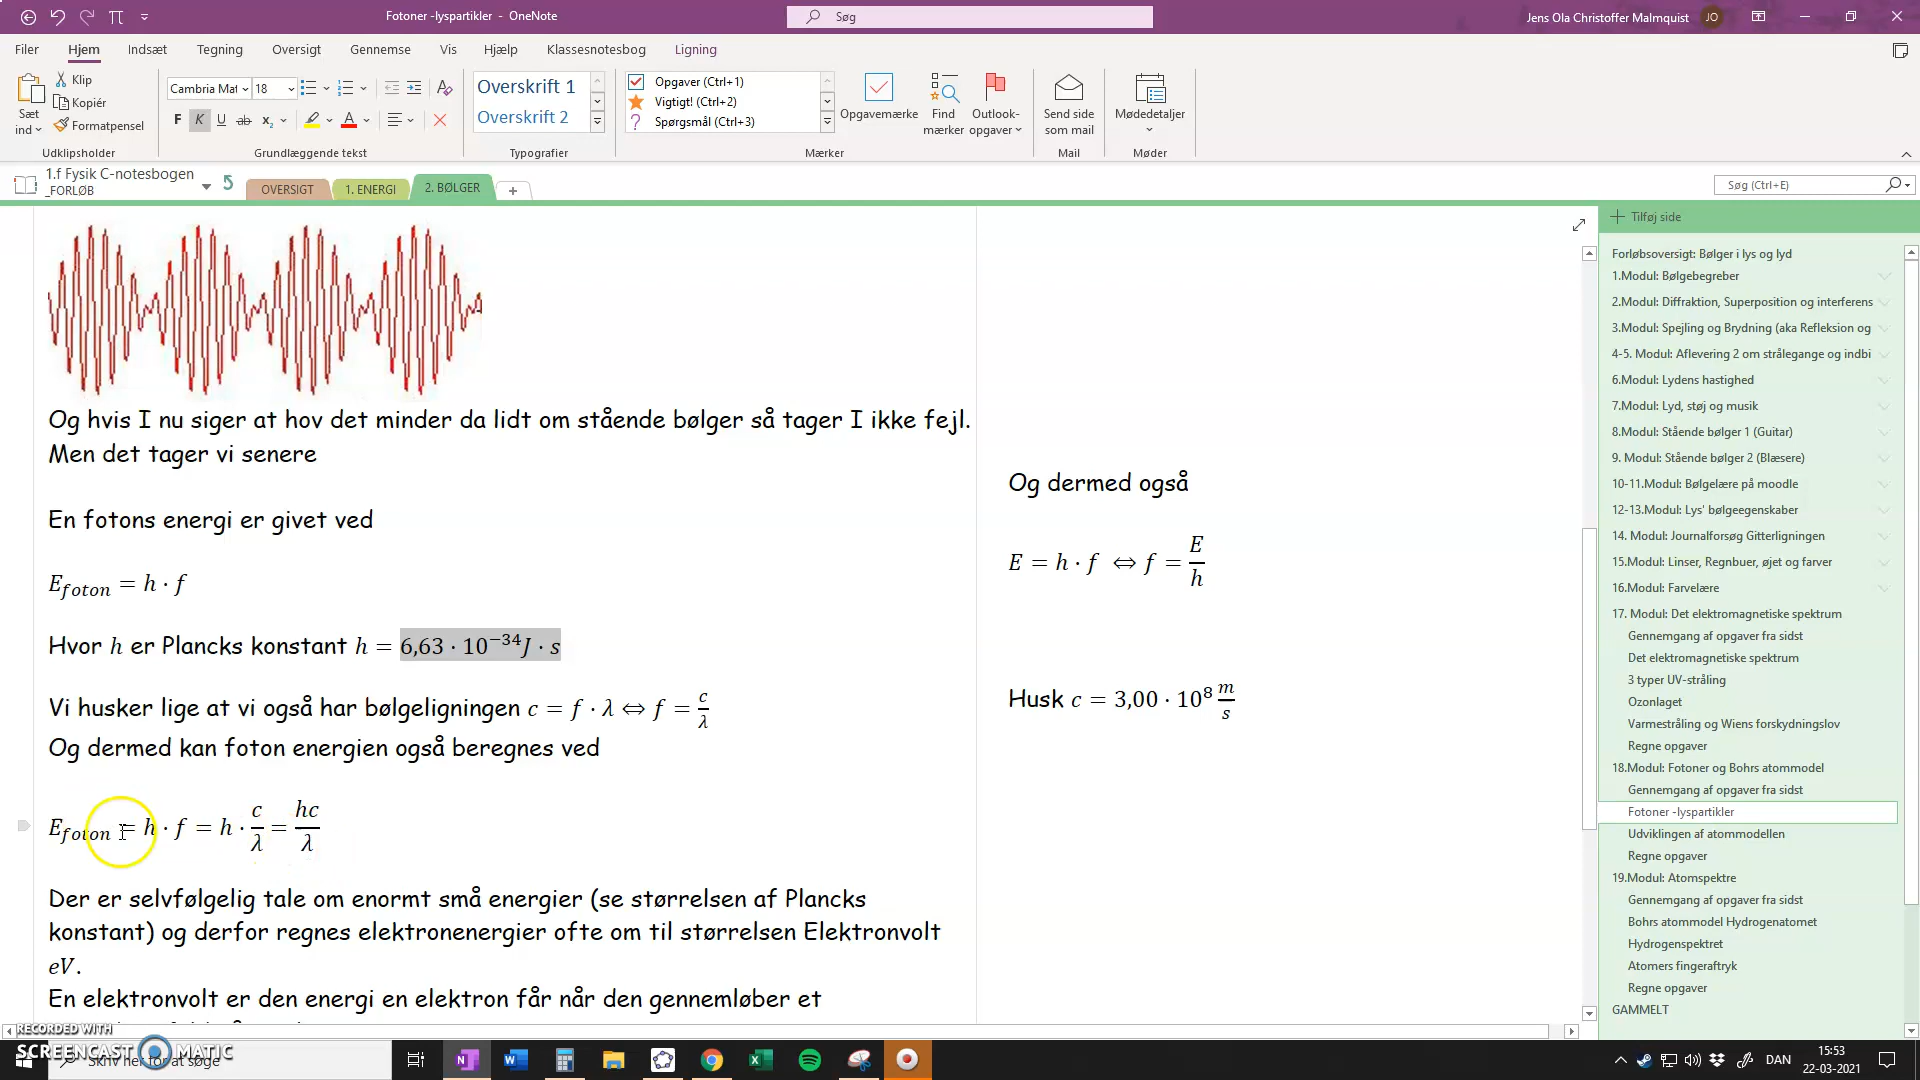 Fotoner -lyspartikler - OneNote
Søg
Jens Ola Christoffer Malmquist
JO
Filer
Hjem
Indsæt
Tegning
Oversigt
Gennemse
Vis
Hjælp
Klassesnotesbog
Ligning
Sæt
ind
Klip
Kopiér
Formatpensel
Udklipsholder
Cambria Mat
18
F K U ab x₂ A
Grundlæggende tekst
Overskrift 1
Overskrift 2
Typografier
Opgaver (Ctrl+1)
Vigtigt! (Ctrl+2)
Spørgsmål (Ctrl+3)
Opgavemærke
Find
mærker
Outlook-
opgaver
Mærker
Send side
som mail
Mail
Mødedetaljer
Møder
1.f Fysik C-notesbogen
_FORLØB
OVERSIGT
1. ENERGI
2. BØLGER
Søg (Ctrl+E)
Og hvis I nu siger at hov det minder da lidt om stående bølger så tager I ikke fejl.
Men det tager vi senere
En fotons energi er givet ved
E_foton = h · f
Hvor h er Plancks konstant h = 6,63 · 10⁻³⁴J · s
Vi husker lige at vi også har bølgeligningen c = f · λ ⇔ f = c/λ
Og dermed kan foton energien også beregnes ved
E_foton = h · f = h · c/λ = hc/λ
Der er selvfølgelig tale om enormt små energier (se størrelsen af Plancks
konstant) og derfor regnes elektronenergier ofte om til størrelsen Elektronvolt
eV.
En elektronvolt er den energi en elektron får når den gennemløber et
Og dermed også
E = h · f ⇔ f = E/h
Husk c = 3,00 · 10⁸ m/s
Tilføj side
Forløbsoversigt: Bølger i lys og lyd
1.Modul: Bølgebegreber
2.Modul: Diffraktion, Superposition og interferens
3.Modul: Spejling og Brydning (aka Refleksion og
4-5. Modul: Aflevering 2 om strålegange og indbi
6.Modul: Lydens hastighed
7.Modul: Lyd, støj og musik
8.Modul: Stående bølger 1 (Guitar)
9. Modul: Stående bølger 2 (Blæsere)
10-11.Modul: Bølgelære på moodle
12-13.Modul: Lys' bølgeegenskaber
14. Modul: Journalforsøg Gitterligningen
15.Modul: Linser, Regnbuer, øjet og farver
16.Modul: Farvelære
17. Modul: Det elektromagnetiske spektrum
Gennemgang af opgaver fra sidst
Det elektromagnetiske spektrum
3 typer UV-stråling
Ozonlaget
Varmestråling og Wiens forskydningslov
Regne opgaver
18.Modul: Fotoner og Bohrs atommodel
Gennemgang af opgaver fra sidst
Fotoner -lyspartikler
Udviklingen af atommodellen
Regne opgaver
19.Modul: Atomspektre
Gennemgang af opgaver fra sidst
Bohrs atommodel Hydrogenatomet
Hydrogenspektret
Atomers fingeraftryk
Regne opgaver
GAMMELT
RECORDED WITH
SCREENCAST MATIC
Skriv her for at søge
DAN
15:53
22-03-2021